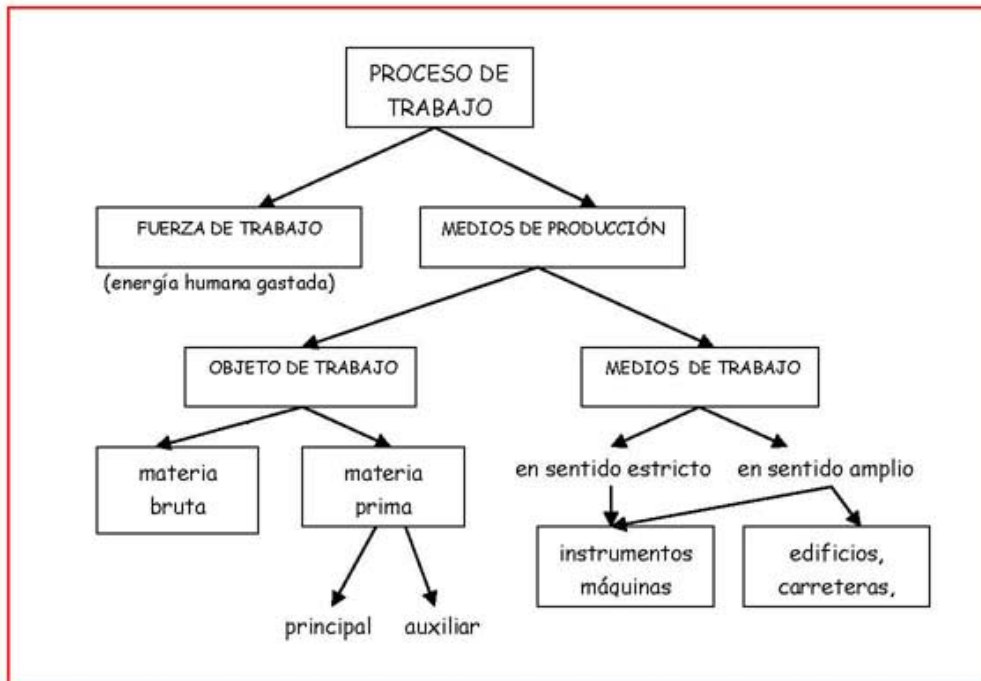 PROCESO DE
TRABAJO
FUERZA DE TRABAJO
MEDIOS DE PRODUCCIÓN
(energía humana gastada)
OBJETO DE TRABAJO
MEDIOS DE TRABAJO
materia
bruta
materia
prima
en sentido estricto
en sentido amplio
instrumentos
máquinas
edificios,
carreteras,
principal
auxiliar